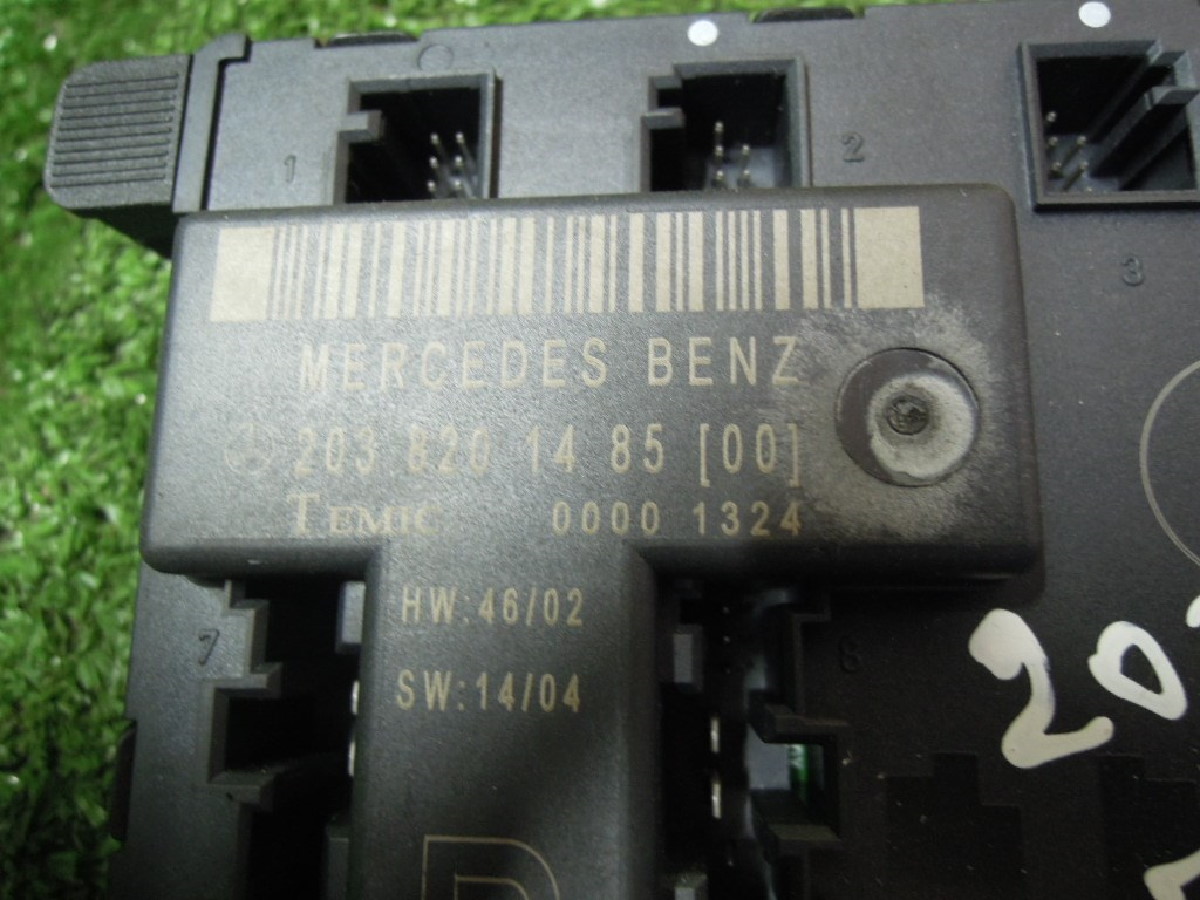 1
2
3
MERCEDES BENZ
203 820 14 85 [00]
TEMIC 0000 1324
HW:46/02
7
SW:14/04
20